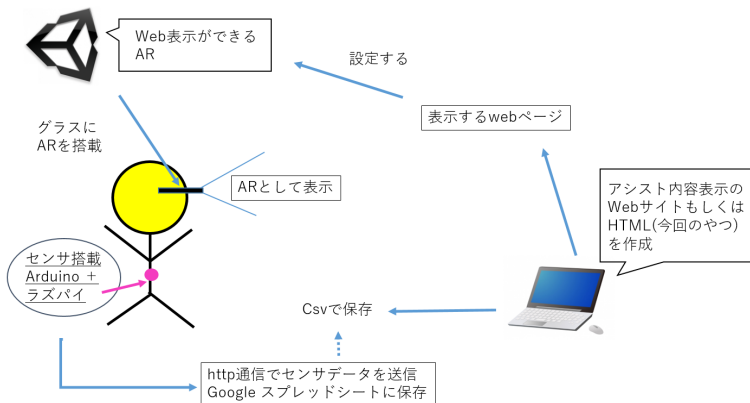 Web表示ができる
AR
設定する
表示するwebページ
グラスに
ARを搭載
ARとして表示
アシスト内容表示の
Webサイトもしくは
HTML(今回のやつ)
を作成
センサ搭載
Arduino +
ラズパイ
Csvで保存
http通信でセンサデータを送信
Google スプレッドシートに保存